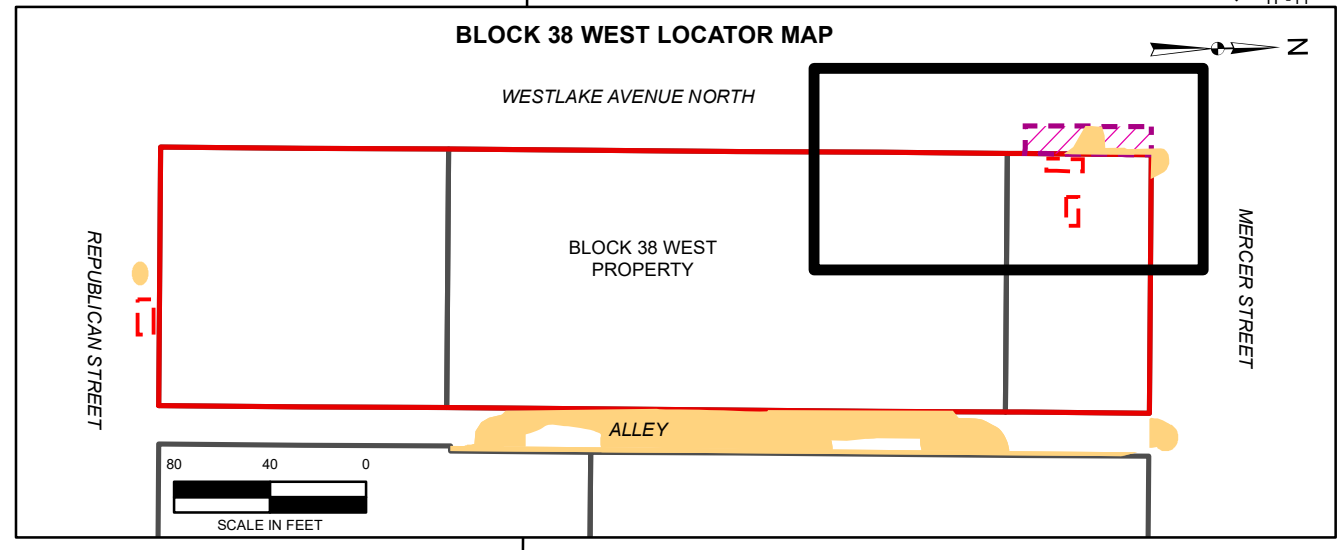 BLOCK 38 WEST LOCATOR MAP
N
WESTLAKE AVENUE NORTH
REPUBLICAN STREET
BLOCK 38 WEST
PROPERTY
MERCER STREET
ALLEY
80 40 0
SCALE IN FEET